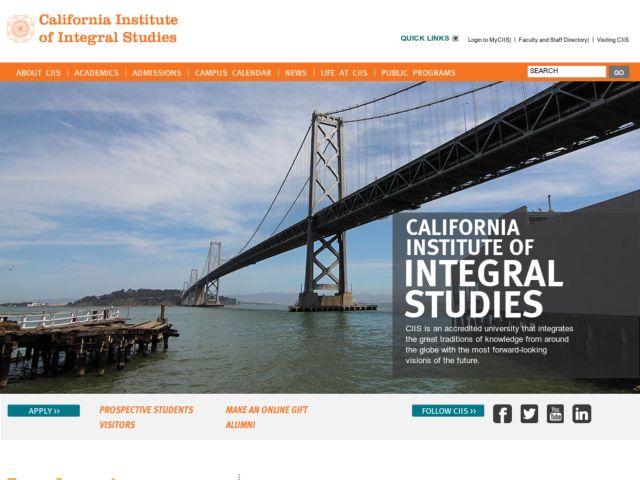 California Institute
of Integral Studies
QUICK LINKS
Login to MyCIIS| | Faculty and Staff Directory| | Visiting CIIS
ABOUT CIIS | ACADEMICS | ADMISSIONS | CAMPUS CALENDAR | NEWS | LIFE AT CIIS | PUBLIC PROGRAMS
SEARCH GO
CALIFORNIA
INSTITUTE OF
INTEGRAL
STUDIES
CIIS is an accredited university that integrates
the great traditions of knowledge from around
the globe with the most forward-looking
visions of the future.
APPLY >> PROSPECTIVE STUDENTS MAKE AN ONLINE GIFT FOLLOW CIIS >> You Tube in
VISITORS ALUMNI